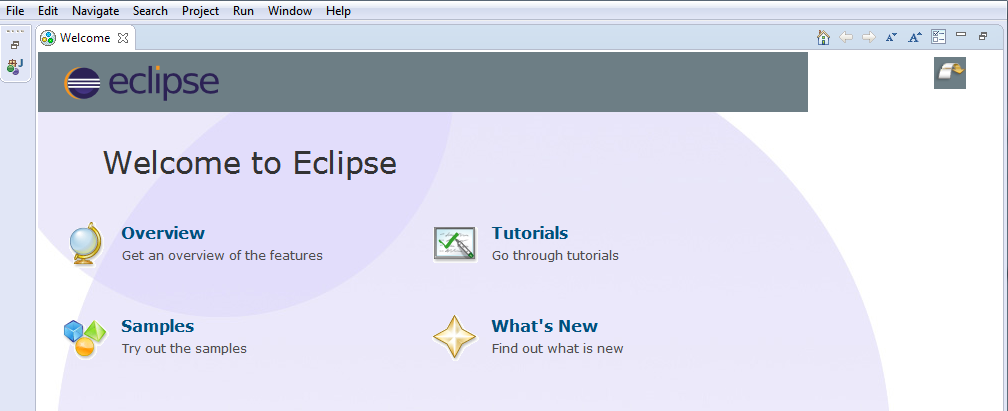 File Edit Navigate Search Project Run Window Help
Welcome
eclipse
Welcome to Eclipse
Overview
Get an overview of the features
Tutorials
Go through tutorials
Samples
Try out the samples
What's New
Find out what is new